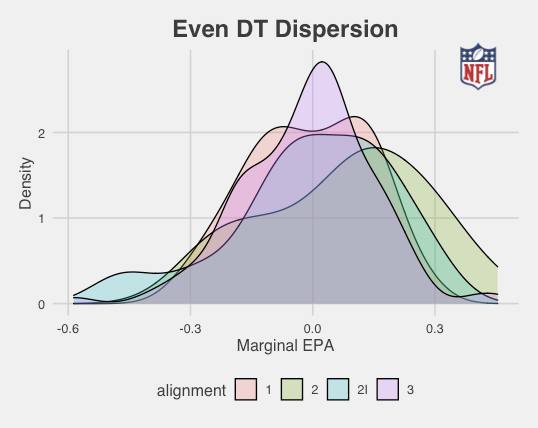 Even DT Dispersion
NFL
2
1
0
Density
-0.6 -0.3 0.0 0.3
Marginal EPA
alignment 1 2 2I 3